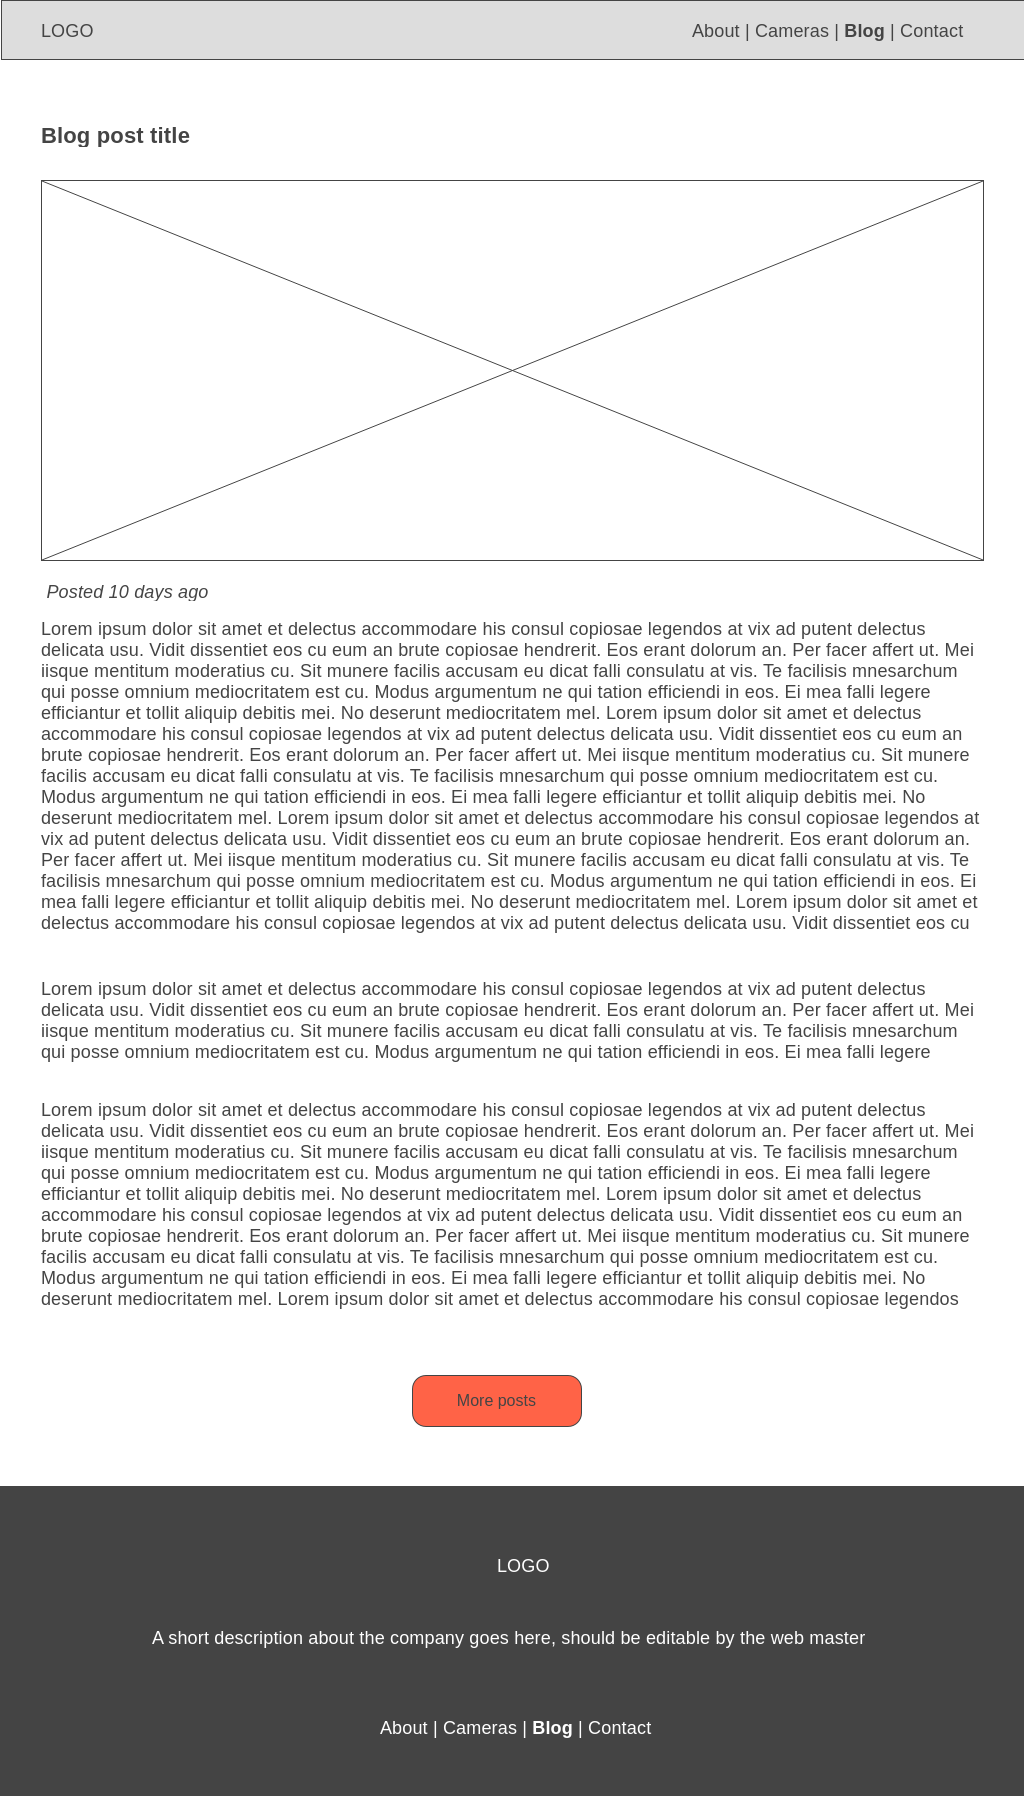 LOGO
About | Cameras | Blog | Contact
Blog post title
Posted 10 days ago
Lorem ipsum dolor sit amet et delectus accommodare his consul copiosae legendos at vix ad putent delectus
delicata usu. Vidit dissentiet eos cu eum an brute copiosae hendrerit. Eos erant dolorum an. Per facer affert ut. Mei
iisque mentitum moderatius cu. Sit munere facilis accusam eu dicat falli consulatu at vis. Te facilisis mnesarchum
qui posse omnium mediocritatem est cu. Modus argumentum ne qui tation efficiendi in eos. Ei mea falli legere
efficiantur et tollit aliquip debitis mei. No deserunt mediocritatem mel. Lorem ipsum dolor sit amet et delectus
accommodare his consul copiosae legendos at vix ad putent delectus delicata usu. Vidit dissentiet eos cu eum an
brute copiosae hendrerit. Eos erant dolorum an. Per facer affert ut. Mei iisque mentitum moderatius cu. Sit munere
facilis accusam eu dicat falli consulatu at vis. Te facilisis mnesarchum qui posse omnium mediocritatem est cu.
Modus argumentum ne qui tation efficiendi in eos. Ei mea falli legere efficiantur et tollit aliquip debitis mei. No
deserunt mediocritatem mel. Lorem ipsum dolor sit amet et delectus accommodare his consul copiosae legendos at
vix ad putent delectus delicata usu. Vidit dissentiet eos cu eum an brute copiosae hendrerit. Eos erant dolorum an.
Per facer affert ut. Mei iisque mentitum moderatius cu. Sit munere facilis accusam eu dicat falli consulatu at vis. Te
facilisis mnesarchum qui posse omnium mediocritatem est cu. Modus argumentum ne qui tation efficiendi in eos. Ei
mea falli legere efficiantur et tollit aliquip debitis mei. No deserunt mediocritatem mel. Lorem ipsum dolor sit amet et
delectus accommodare his consul copiosae legendos at vix ad putent delectus delicata usu. Vidit dissentiet eos cu
Lorem ipsum dolor sit amet et delectus accommodare his consul copiosae legendos at vix ad putent delectus
delicata usu. Vidit dissentiet eos cu eum an brute copiosae hendrerit. Eos erant dolorum an. Per facer affert ut. Mei
iisque mentitum moderatius cu. Sit munere facilis accusam eu dicat falli consulatu at vis. Te facilisis mnesarchum
qui posse omnium mediocritatem est cu. Modus argumentum ne qui tation efficiendi in eos. Ei mea falli legere
Lorem ipsum dolor sit amet et delectus accommodare his consul copiosae legendos at vix ad putent delectus
delicata usu. Vidit dissentiet eos cu eum an brute copiosae hendrerit. Eos erant dolorum an. Per facer affert ut. Mei
iisque mentitum moderatius cu. Sit munere facilis accusam eu dicat falli consulatu at vis. Te facilisis mnesarchum
qui posse omnium mediocritatem est cu. Modus argumentum ne qui tation efficiendi in eos. Ei mea falli legere
efficiantur et tollit aliquip debitis mei. No deserunt mediocritatem mel. Lorem ipsum dolor sit amet et delectus
accommodare his consul copiosae legendos at vix ad putent delectus delicata usu. Vidit dissentiet eos cu eum an
brute copiosae hendrerit. Eos erant dolorum an. Per facer affert ut. Mei iisque mentitum moderatius cu. Sit munere
facilis accusam eu dicat falli consulatu at vis. Te facilisis mnesarchum qui posse omnium mediocritatem est cu.
Modus argumentum ne qui tation efficiendi in eos. Ei mea falli legere efficiantur et tollit aliquip debitis mei. No
deserunt mediocritatem mel. Lorem ipsum dolor sit amet et delectus accommodare his consul copiosae legendos
More posts
LOGO
A short description about the company goes here, should be editable by the web master
About | Cameras | Blog | Contact